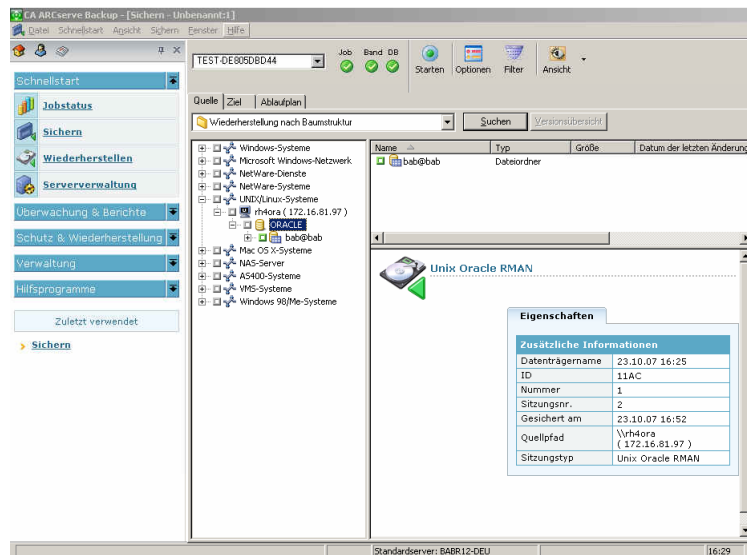 CA ARCserve Backup - [Sichern - Unbenannt:1]
Datei Schnellstart Ansicht Sichern Fenster Hilfe
TEST-DE805DBD44
Job Band DB
Starten Optionen Filter Ansicht
Schnellstart
Jobstatus
Sichern
Wiederherstellen
Serververwaltung
Überwachung & Berichte
Schutz & Wiederherstellung
Verwaltung
Hilfsprogramme
Zuletzt verwendet
Sichern
Quelle Ziel Ablaufplan
Wiederherstellung nach Baumstruktur
Suchen Versionsübersicht
Windows-Systeme
Microsoft Windows-Netzwerk
NetWare-Dienste
NetWare-Systeme
UNIX/Linux-Systeme
rh4ora ( 172.16.81.97 )
ORACLE
bab@bab
Mac OS X-Systeme
NAS-Server
AS400-Systeme
VMS-Systeme
Windows 98/Me-Systeme
Name Typ Größe Datum der letzten Änderung
bab@bab Dateiordner
Unix Oracle RMAN
Eigenschaften
Zusätzliche Informationen
Datenträgername 23.10.07 16:25
ID 11AC
Nummer 1
Sitzungsnr. 2
Gesichert am 23.10.07 16:52
Quellpfad \\rh4ora
( 172.16.81.97 )
Sitzungstyp Unix Oracle RMAN
Standardserver: BABR12-DEU 16:29